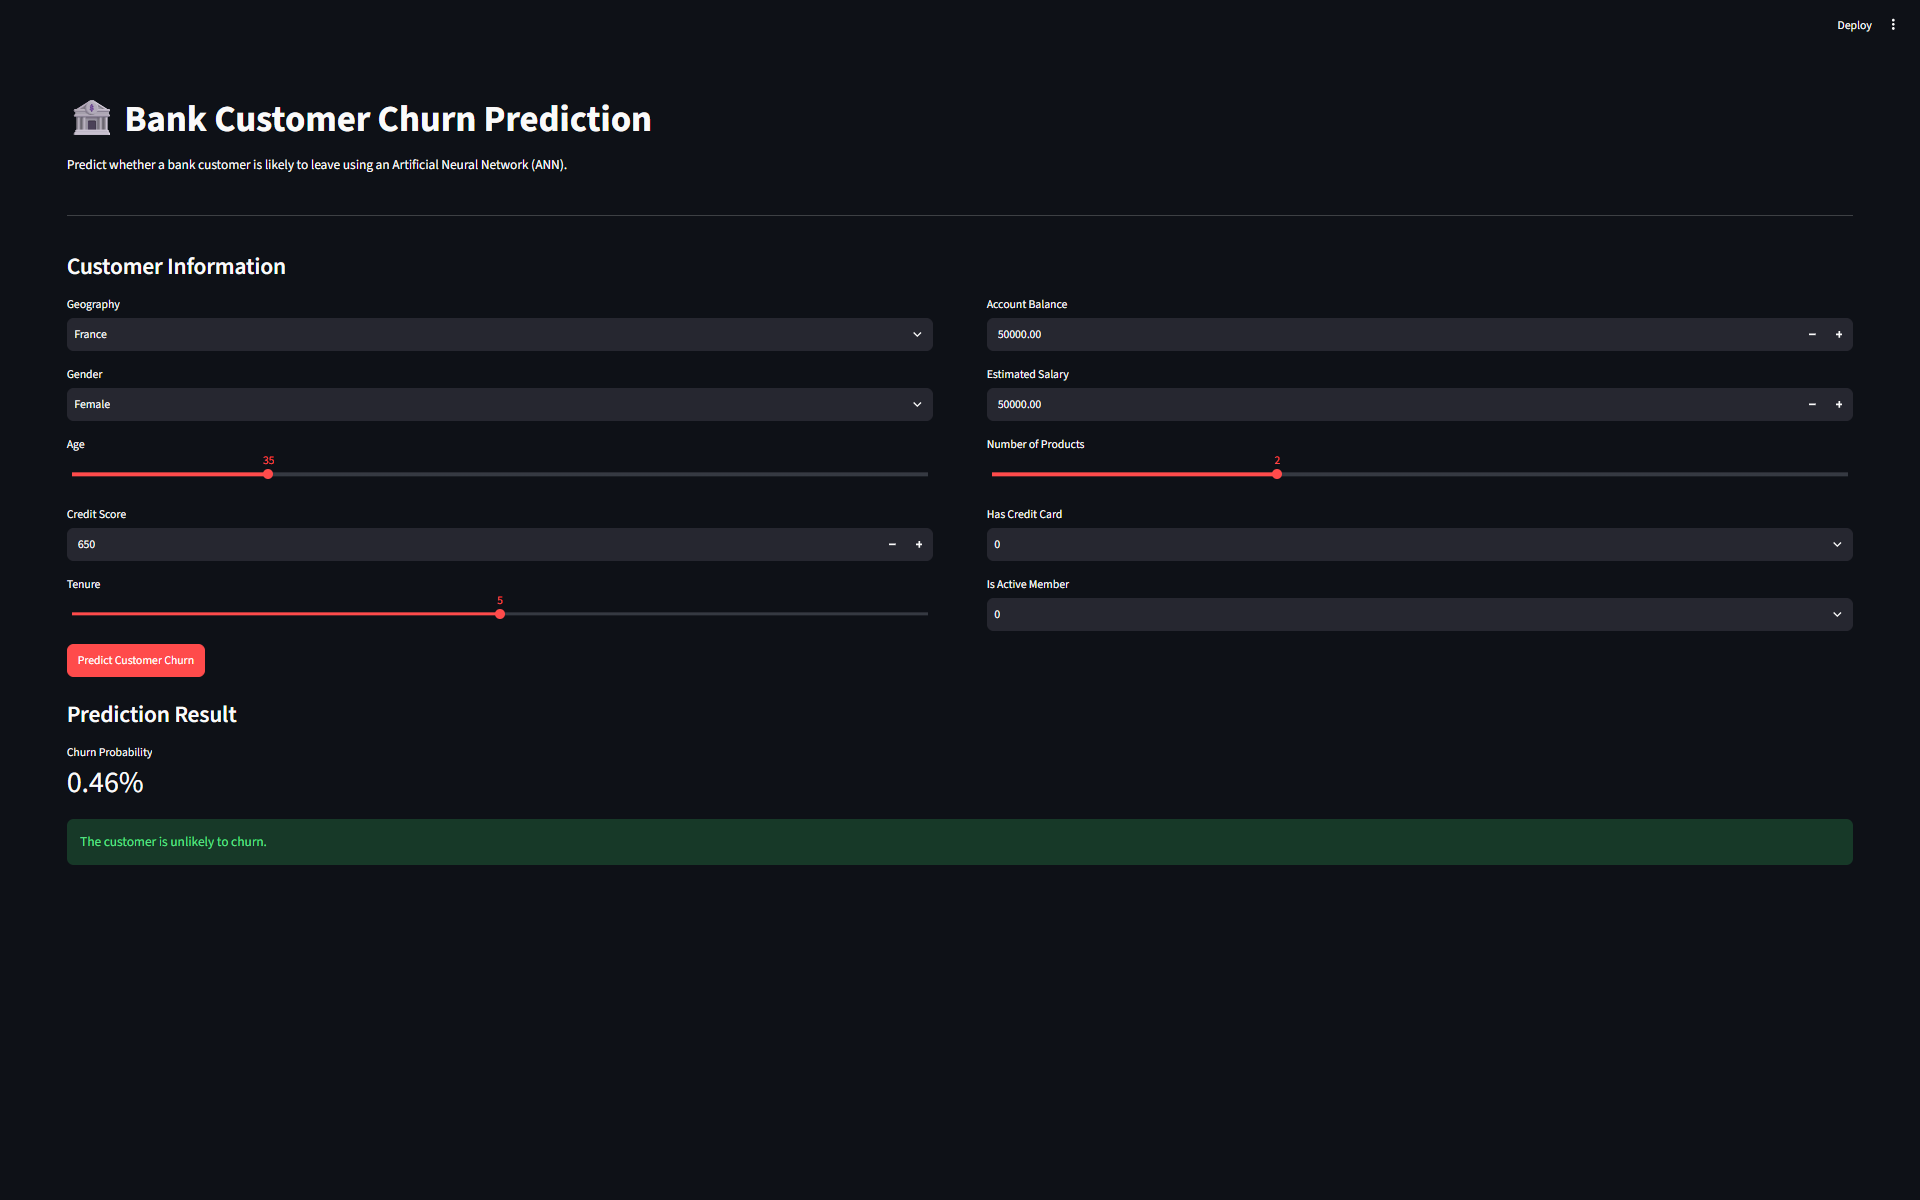 Deploy
Bank Customer Churn Prediction
Predict whether a bank customer is likely to leave using an Artificial Neural Network (ANN).
Customer Information
Geography
France
Gender
Female
Age
35
Credit Score
650
Tenure
5
Account Balance
50000.00
Estimated Salary
50000.00
Number of Products
2
Has Credit Card
0
Is Active Member
0
Predict Customer Churn
Prediction Result
Churn Probability
0.46%
The customer is unlikely to churn.